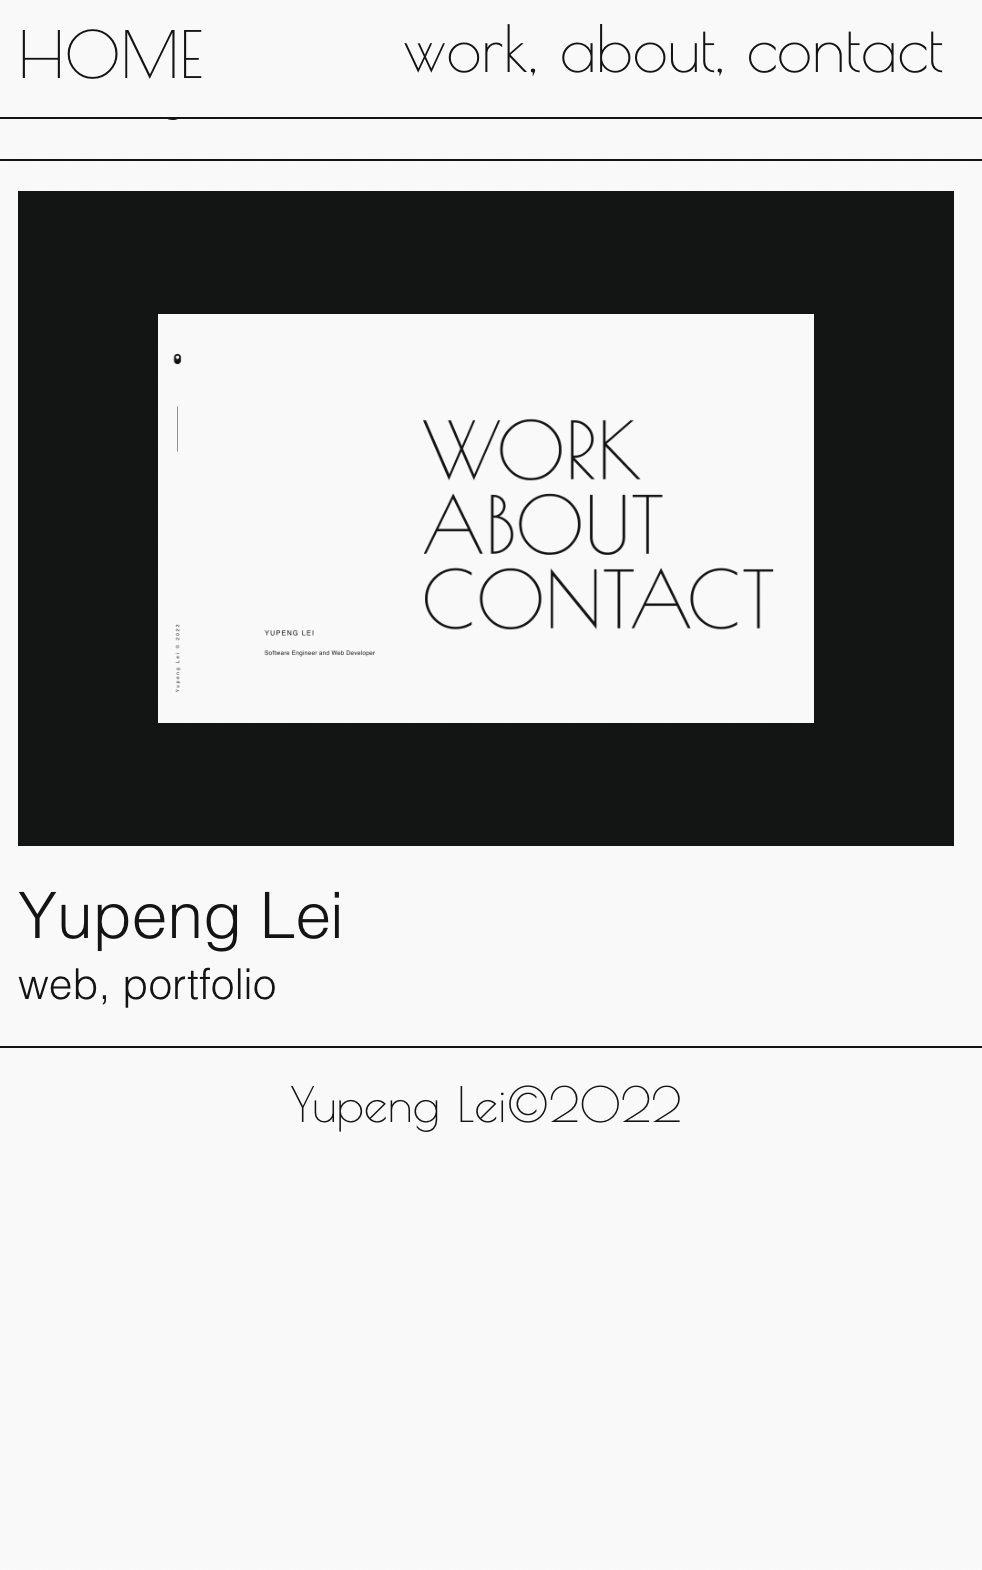 HOME
work, about, contact
WORK
ABOUT
CONTACT
YUPENG LEI
Software Engineer and Web Developer
Yupeng Lei © 2022
Yupeng Lei
web, portfolio
Yupeng Lei©2022